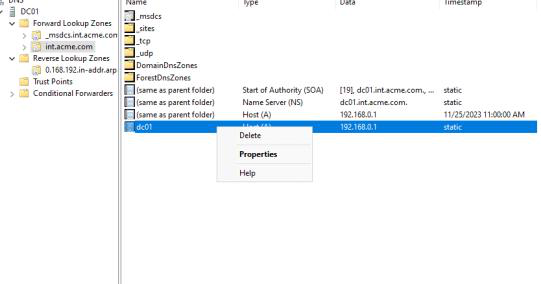 DNS
DC01
Forward Lookup Zones
_msdcs.int.acme.con
int.acme.com
Reverse Lookup Zones
0.168.192.in-addr.arp
Trust Points
Conditional Forwarders
Name Type Data Timestamp
_msdcs
_sites
_tcp
_udp
DomainDnsZones
ForestDnsZones
(same as parent folder) Start of Authority (SOA) [19], dc01.int.acme.com., ... static
(same as parent folder) Name Server (NS) dc01.int.acme.com. static
(same as parent folder) Host (A) 192.168.0.1 11/25/2023 11:00:00 AM
dc01 Host (A) 192.168.0.1 static
Delete
Properties
Help